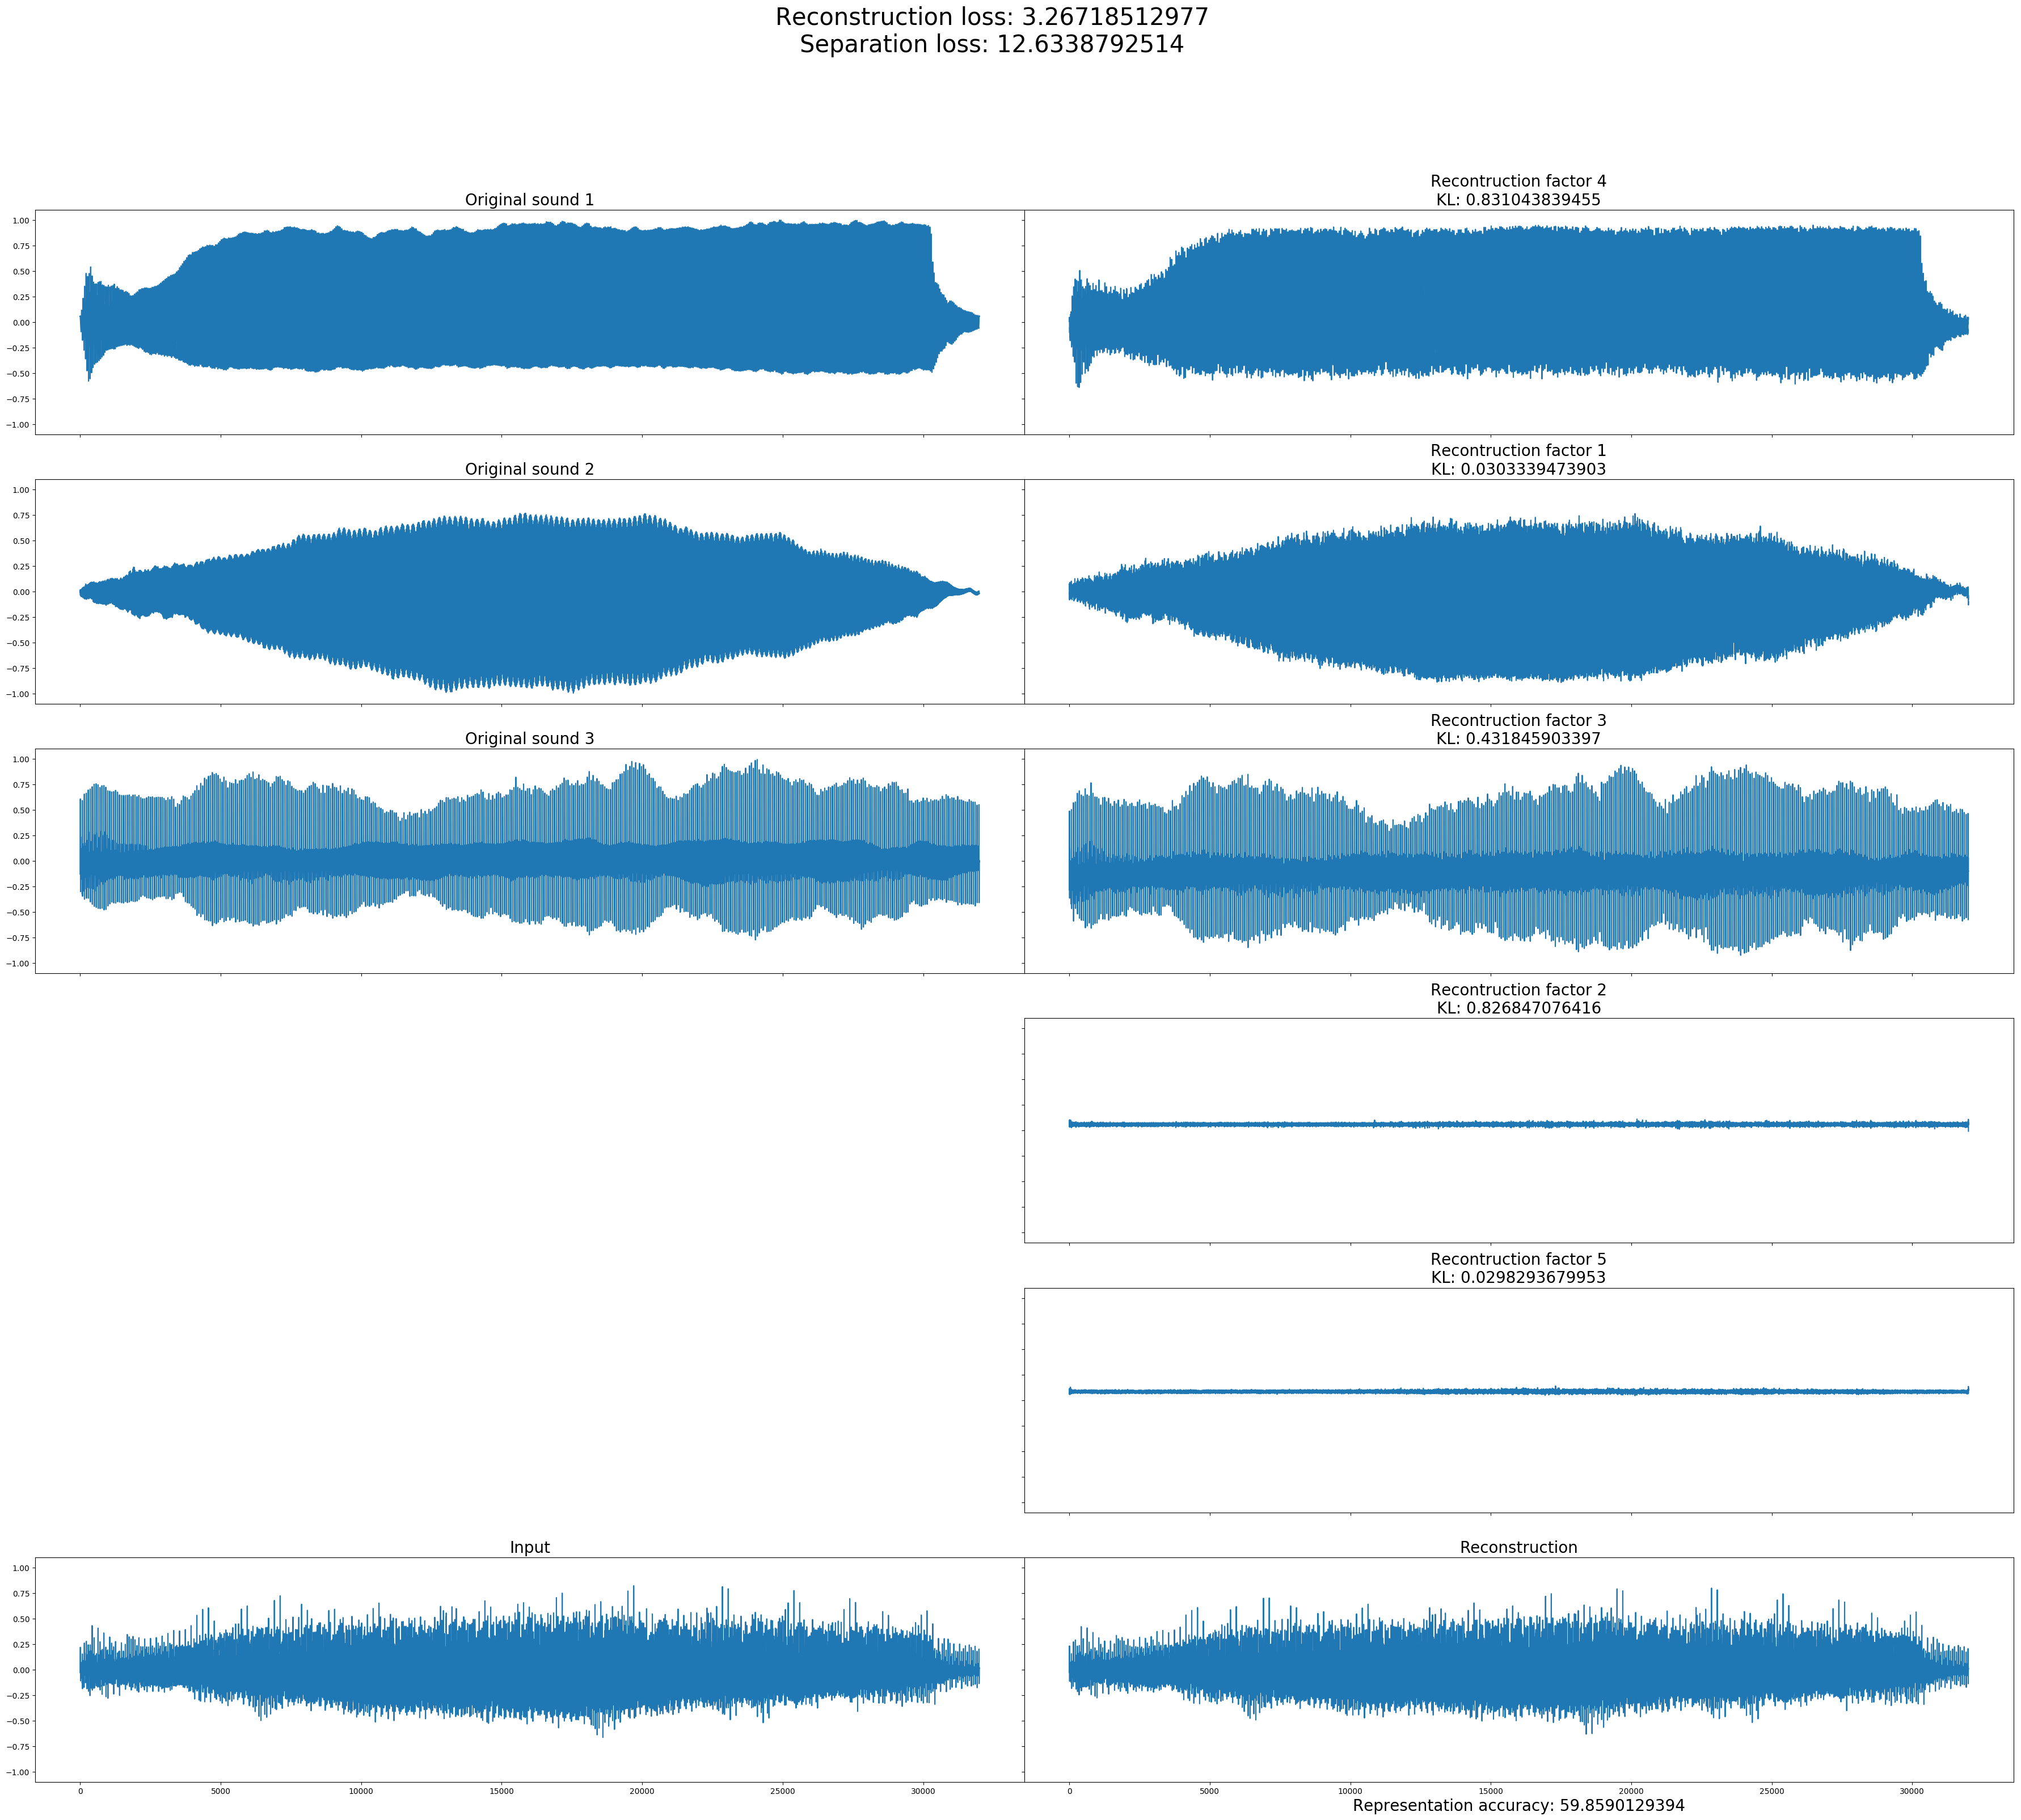 Reconstruction loss: 3.26718512977
Separation loss: 12.6338792514
Original sound 1
1.00
0.75
0.50
0.25
0.00
−0.25
−0.50
−0.75
−1.00
Recontruction factor 4
KL: 0.831043839455
Original sound 2
1.00
0.75
0.50
0.25
0.00
−0.25
−0.50
−0.75
−1.00
Recontruction factor 1
KL: 0.0303339473903
Original sound 3
1.00
0.75
0.50
0.25
0.00
−0.25
−0.50
−0.75
−1.00
Recontruction factor 3
KL: 0.431845903397
Recontruction factor 2
KL: 0.826847076416
Recontruction factor 5
KL: 0.0298293679953
Input
1.00
0.75
0.50
0.25
0.00
−0.25
−0.50
−0.75
−1.00
0 5000 10000 15000 20000 25000 30000
Reconstruction
0 5000 10000 15000 20000 25000 30000
Representation accuracy: 59.8590129394